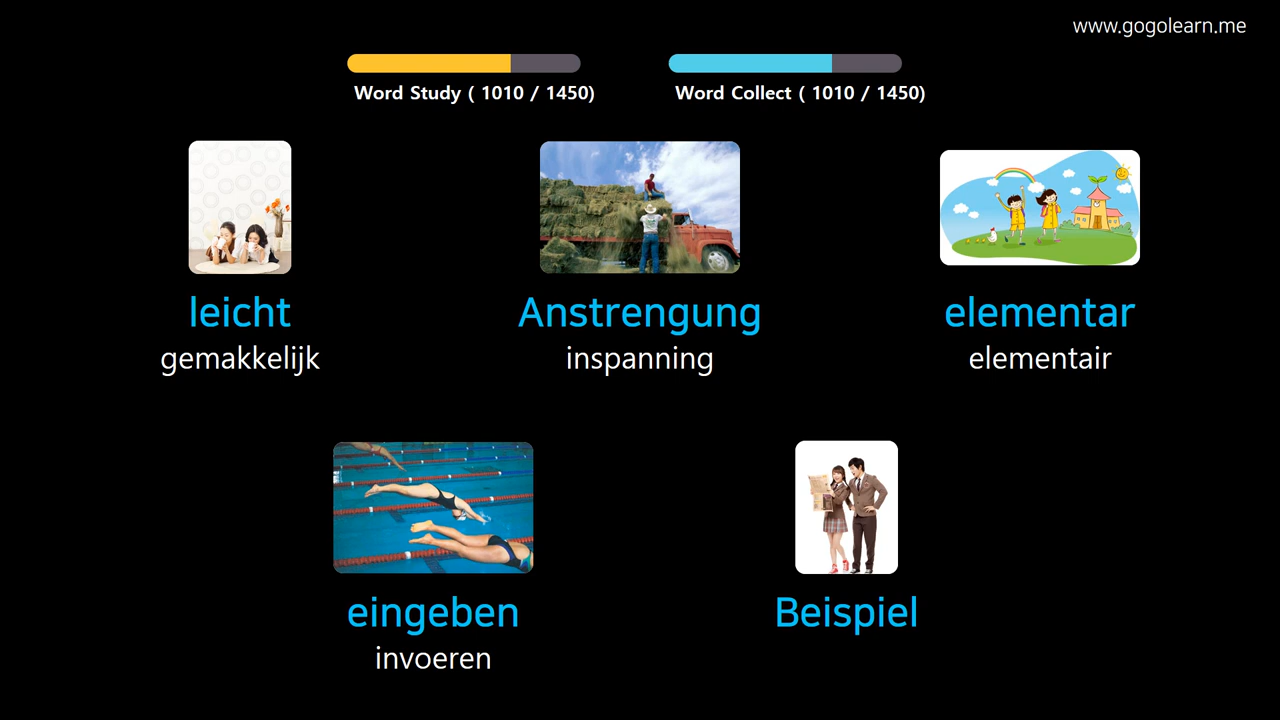 www.gogolearn.me
Word Study ( 1010 / 1450)
Word Collect ( 1010 / 1450)
leicht
gemakkelijk
Anstrengung
inspanning
elementar
elementair
eingeben
invoeren
Beispiel